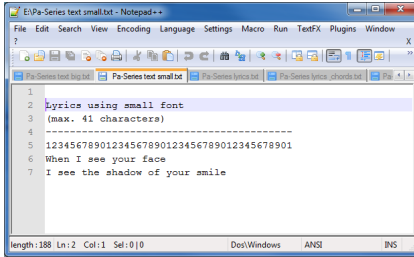 E:\Pa-Series text small.txt - Notepad++
File Edit Search View Encoding Language Settings Macro Run TextFX Plugins Window
? X
Pa-Series text big.txt Pa-Series text small.txt Pa-Series lyrics.txt Pa-Series lyrics_chords.txt Pa
1
2 Lyrics using small font
3 (max. 41 characters)
4 -----------------------------------------
5 12345678901234567890123456789012345678901
6 When I see your face
7 I see the shadow of your smile
length : 188 Ln : 2 Col : 1 Sel : 0 | 0 Dos\Windows ANSI INS